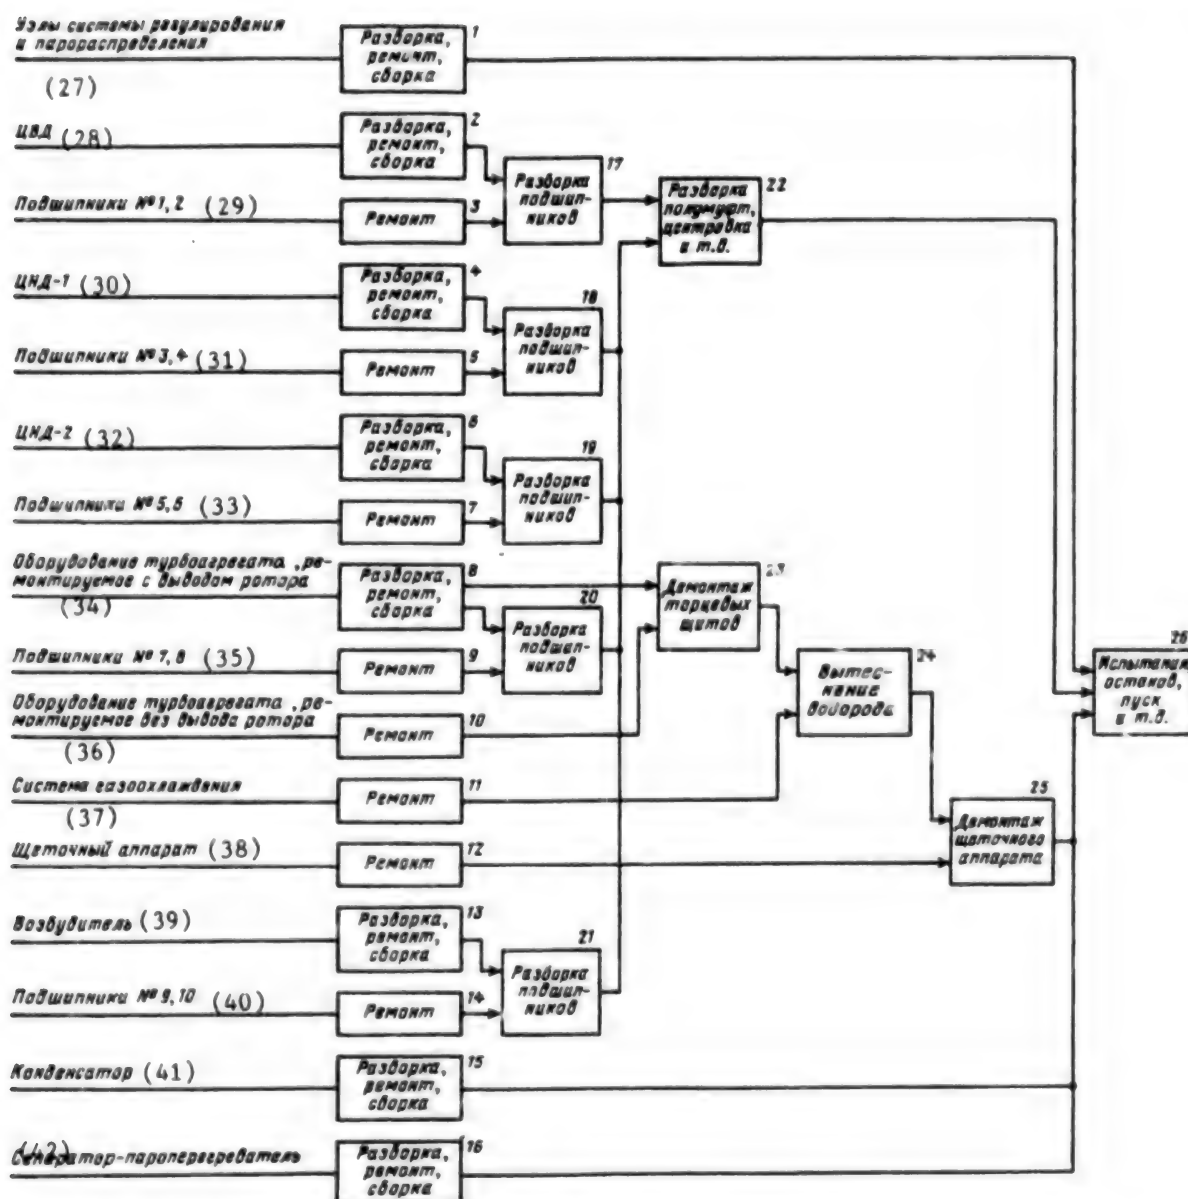 Узлы системы регулирования
и парораспределения
(27)
Разборка,
ремонт,
сборка
1
ЦВД (28)
Разборка,
ремонт,
сборка
2
Подшипники №1,2 (29)
Ремонт
3
Разборка
подшип-
ников
17
Разборка
полумуфт,
центровка
и т.д.
22
ЦНД-1 (30)
Разборка,
ремонт,
сборка
4
Подшипники №3,4 (31)
Ремонт
5
Разборка
подшип-
ников
18
ЦНД-2 (32)
Разборка,
ремонт,
сборка
6
Подшипники №5,6 (33)
Ремонт
7
Разборка
подшип-
ников
19
Оборудование турбоагрегата, ре-
монтируемое с выводом ротора
(34)
Разборка,
ремонт,
сборка
8
Подшипники №7,8 (35)
Ремонт
9
Разборка
подшип-
ников
20
Демонтаж
торцевых
щитов
23
Оборудование турбоагрегата, ре-
монтируемое без вывода ротора
(36)
Ремонт
10
Вытес-
нение
водорода
24
Испытания,
останов,
пуск
и т.д.
26
Система газоохлаждения
(37)
Ремонт
11
Щеточный аппарат (38)
Ремонт
12
Демонтаж
щеточного
аппарата
25
Возбудитель (39)
Разборка,
ремонт,
сборка
13
Подшипники №9,10 (40)
Ремонт
14
Разборка
подшип-
ников
21
Конденсатор (41)
Разборка,
ремонт,
сборка
15
(42)
Сепаратор-пароперегреватель
Разборка,
ремонт,
сборка
16